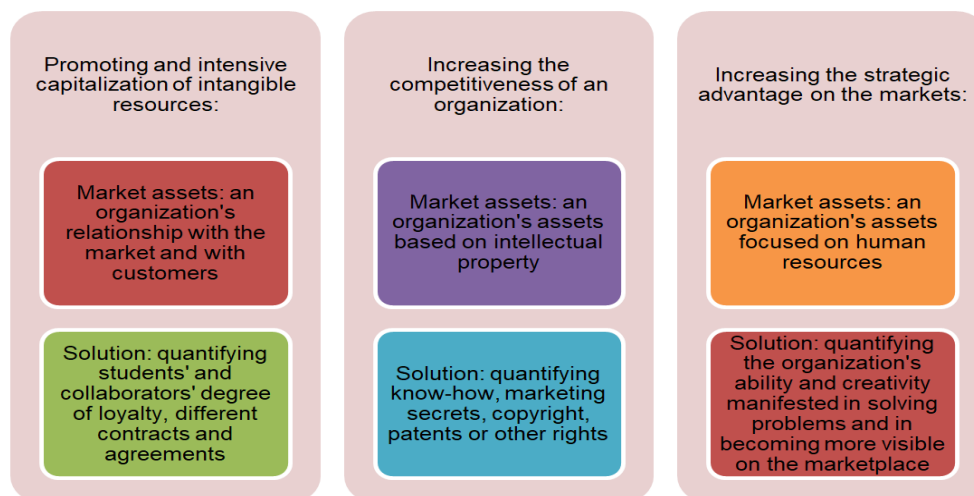 Promoting and intensive
capitalization of intangible
resources:
Market assets: an
organization's
relationship with the
market and with
customers
Solution: quantifying
students' and
collaborators' degree
of loyalty, different
contracts and
agreements
Increasing the
competitiveness of an
organization:
Market assets: an
organization's assets
based on intellectual
property
Solution: quantifying
know-how, marketing
secrets, copyright,
patents or other rights
Increasing the strategic
advantage on the markets:
Market assets: an
organization's assets
focused on human
resources
Solution: quantifying
the organization's
ability and creativity
manifested in solving
problems and in
becoming more visible
on the marketplace